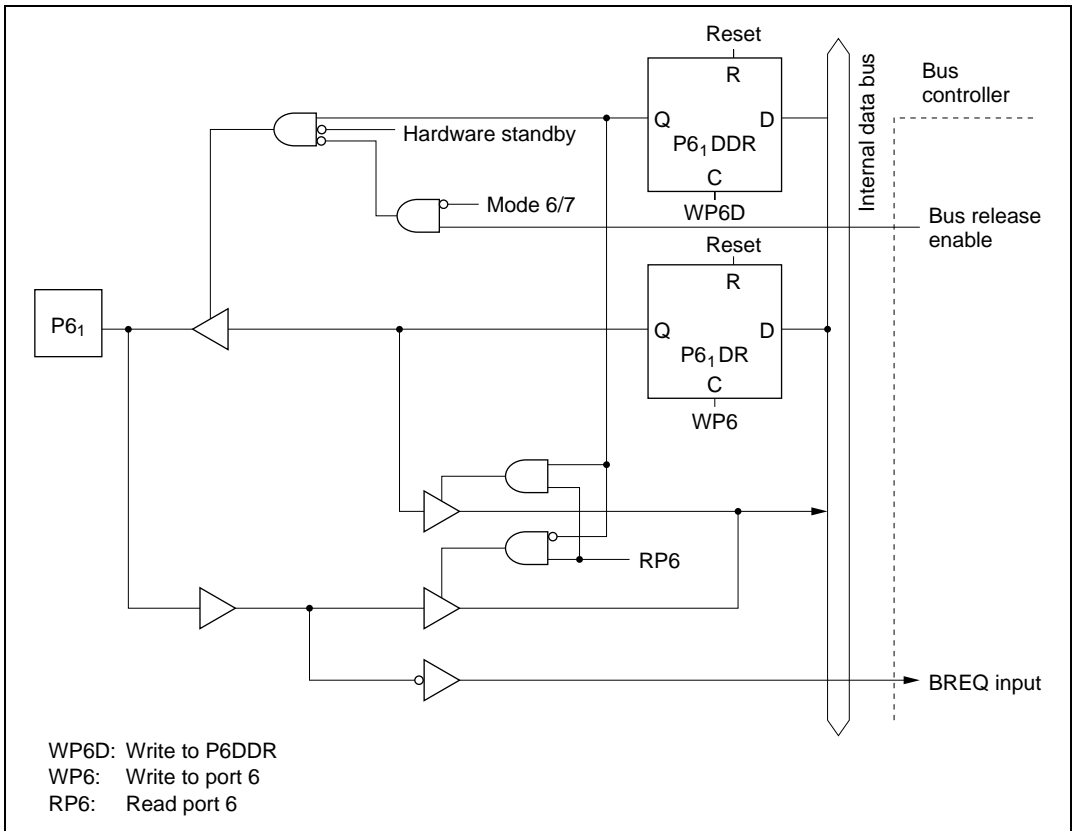 Reset
R
Q
D
P6₁DDR
C
WP6D
Internal data bus
Bus
controller
Hardware standby
Mode 6/7
Bus release
enable
Reset
R
P6₁
Q
D
P6₁DR
C
WP6
RP6
BREQ input
WP6D: Write to P6DDR
WP6: Write to port 6
RP6: Read port 6